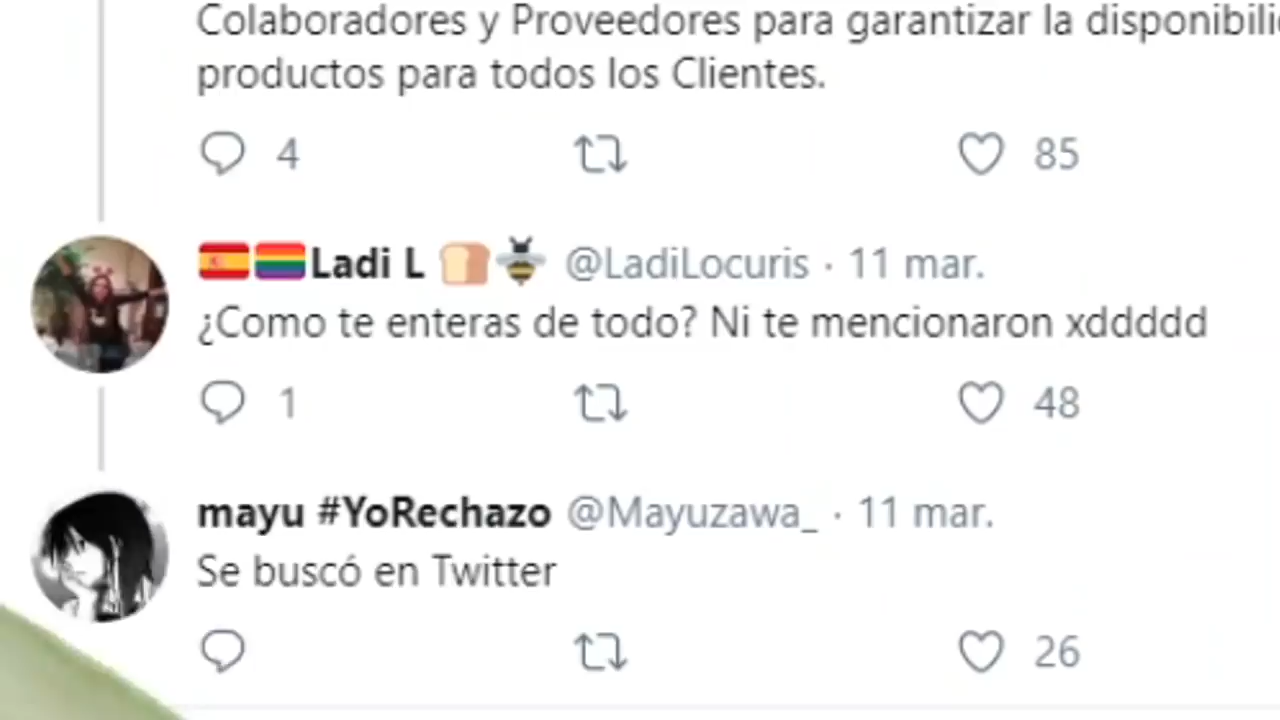 Colaboradores y Proveedores para garantizar la
productos para todos los Clientes.
4 85
Ladi L @LadiLocuris · 11 mar.
¿Como te enteras de todo? Ni te mencionaron xddddd
1 48
mayu #YoRechazo @Mayuzawa_ · 11 mar.
Se buscó en Twitter
26